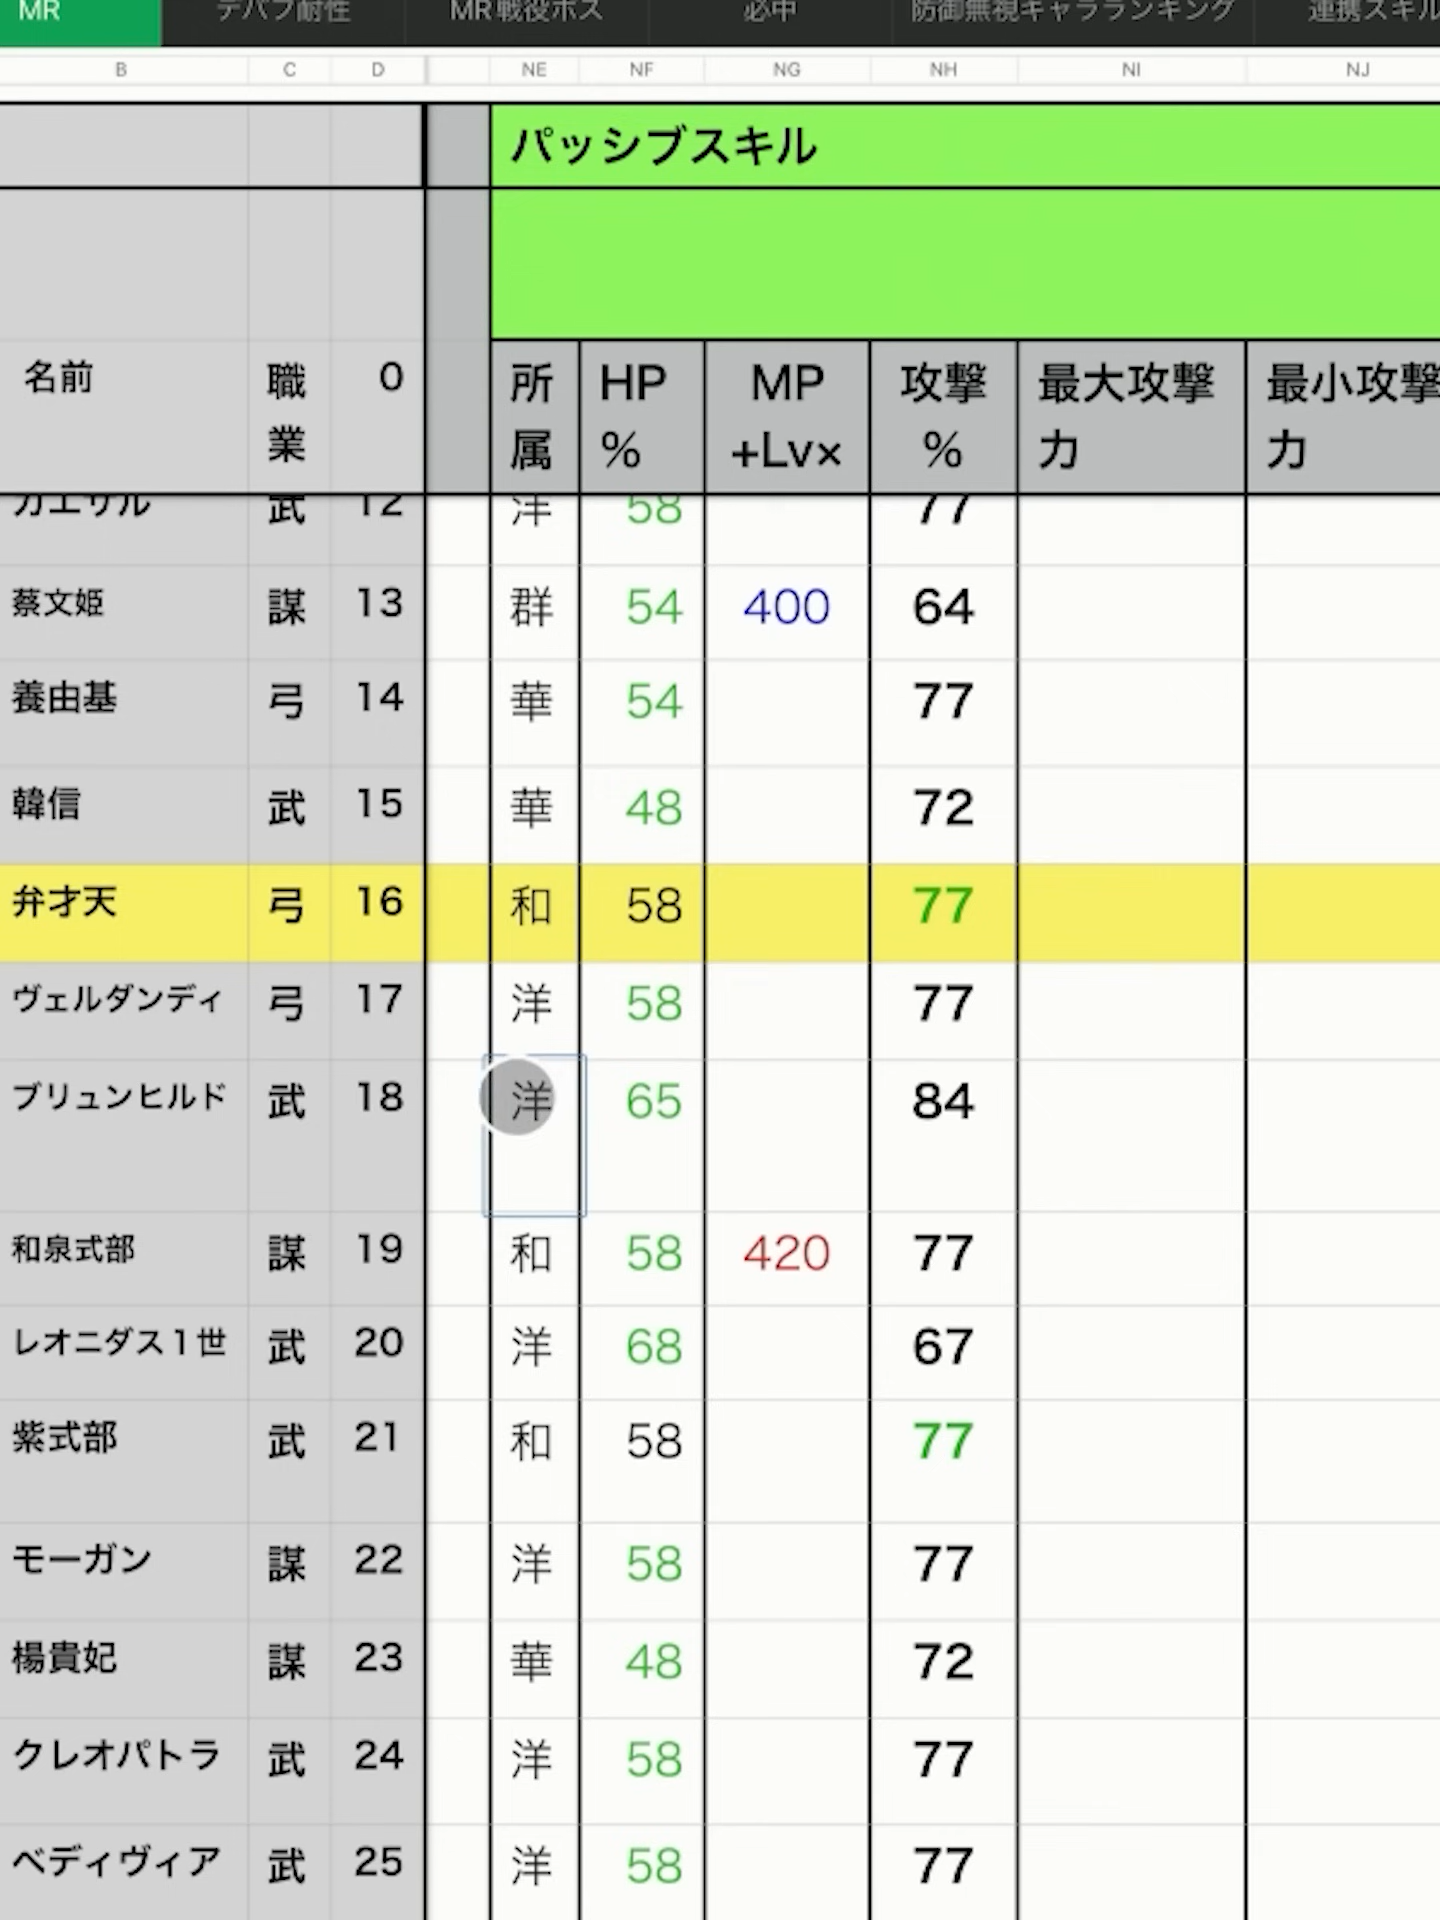 MR デバフ耐性 MR戦役ボス 必中 防御無視キャラランキング 連携スキル
B C D NE NF NG NH NI NJ
パッシブスキル
名前 職業 0 所属 HP % MP +Lv× 攻撃 % 最大攻撃力 最小攻撃力
カエサル 武 12 洋 58 77
蔡文姫 謀 13 群 54 400 64
養由基 弓 14 華 54 77
韓信 武 15 華 48 72
弁才天 弓 16 和 58 77
ヴェルダンディ 弓 17 洋 58 77
ブリュンヒルド 武 18 洋 65 84
和泉式部 謀 19 和 58 420 77
レオニダス1世 武 20 洋 68 67
紫式部 武 21 和 58 77
モーガン 謀 22 洋 58 77
楊貴妃 謀 23 華 48 72
クレオパトラ 武 24 洋 58 77
ベディヴィア 武 25 洋 58 77